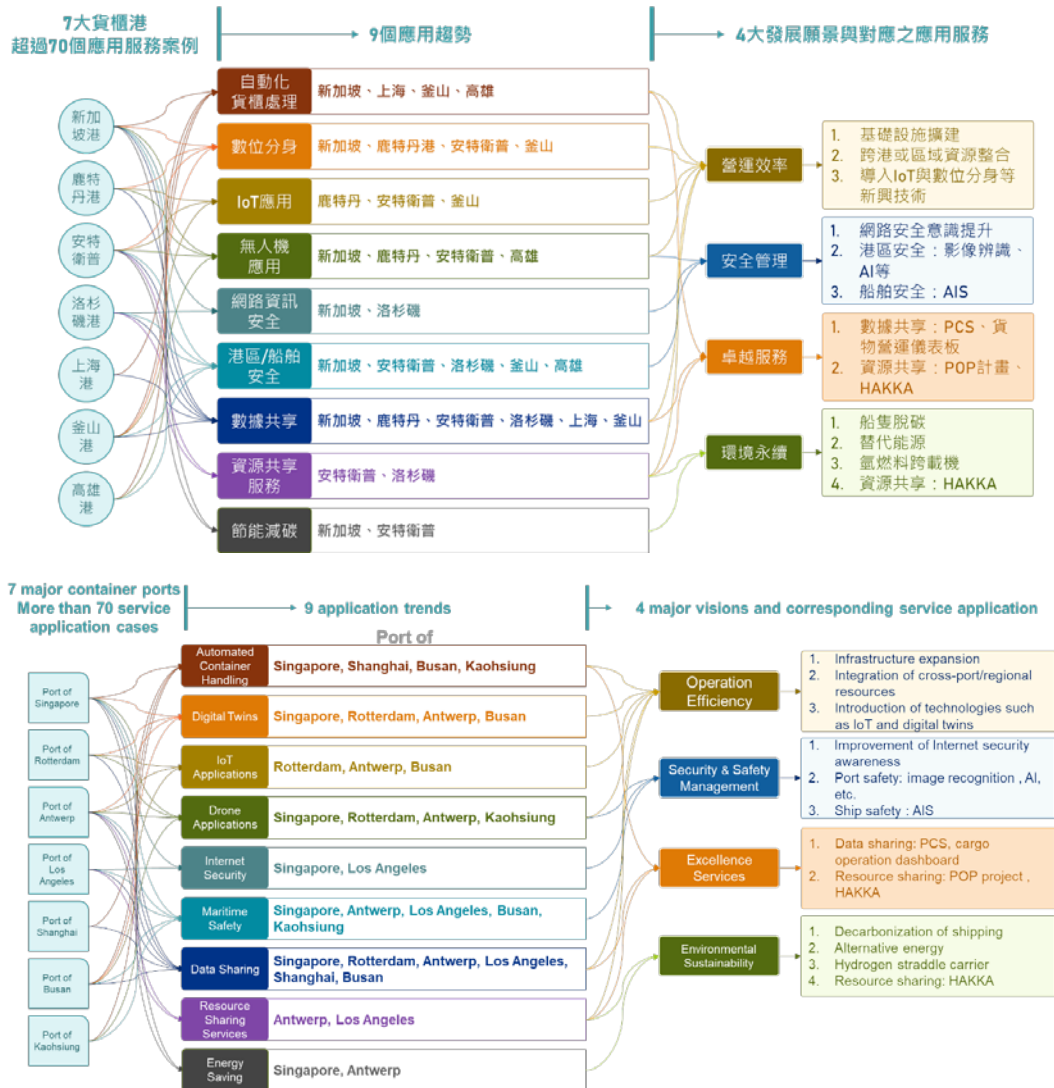 7大貨櫃港
超過70個應用服務案例
9個應用趨勢
4大發展願景與對應之應用服務
新加
坡港
鹿特
丹港
安特
衛普
洛杉
磯港
上海
港
釜山
港
高雄
港
自動化
貨櫃處理
新加坡、上海、釜山、高雄
數位分身
新加坡、鹿特丹港、安特衛普、釜山
IoT應用
鹿特丹、安特衛普、釜山
無人機
應用
新加坡、鹿特丹、安特衛普、高雄
網路資訊
安全
新加坡、洛杉磯
港區/船舶
安全
新加坡、安特衛普、洛杉磯、釜山、高雄
數據共享
新加坡、鹿特丹、安特衛普、洛杉磯、上海、釜山
資源共享
服務
安特衛普、洛杉磯
節能減碳
新加坡、安特衛普
營運效率
1. 基礎設施擴建
2. 跨港或區域資源整合
3. 導入IoT與數位分身等
新興技術
安全管理
1. 網路安全意識提升
2. 港區安全：影像辨識、
AI等
3. 船舶安全：AIS
卓越服務
1. 數據共享：PCS、貨
物營運儀表板
2. 資源共享：POP計畫、
HAKKA
環境永續
1. 船隻脫碳
2. 替代能源
3. 氫燃料跨載機
4. 資源共享：HAKKA
7 major container ports
More than 70 service
application cases
9 application trends
4 major visions and corresponding service application
Port of
Port of
Singapore
Port of
Rotterdam
Port of
Antwerp
Port of
Los
Angeles
Port of
Shanghai
Port of
Busan
Port of
Kaohsiung
Automated
Container
Handling
Singapore, Shanghai, Busan, Kaohsiung
Digital Twins
Singapore, Rotterdam, Antwerp, Busan
IoT
Applications
Rotterdam, Antwerp, Busan
Drone
Applications
Singapore, Rotterdam, Antwerp, Kaohsiung
Internet
Security
Singapore, Los Angeles
Maritime
Safety
Singapore, Antwerp, Los Angeles, Busan,
Kaohsiung
Data Sharing
Singapore, Rotterdam, Antwerp, Los Angeles,
Shanghai, Busan
Resource
Sharing
Services
Antwerp, Los Angeles
Energy
Saving
Singapore, Antwerp
Operation
Efficiency
1. Infrastructure expansion
2. Integration of cross-port/regional
resources
3. Introduction of technologies such
as IoT and digital twins
Security & Safety
Management
1. Improvement of Internet security
awareness
2. Port safety: image recognition , AI,
etc.
3. Ship safety : AIS
Excellence
Services
1. Data sharing: PCS, cargo
operation dashboard
2. Resource sharing: POP project ,
HAKKA
Environmental
Sustainability
1. Decarbonization of shipping
2. Alternative energy
3. Hydrogen straddle carrier
4. Resource sharing: HAKKA